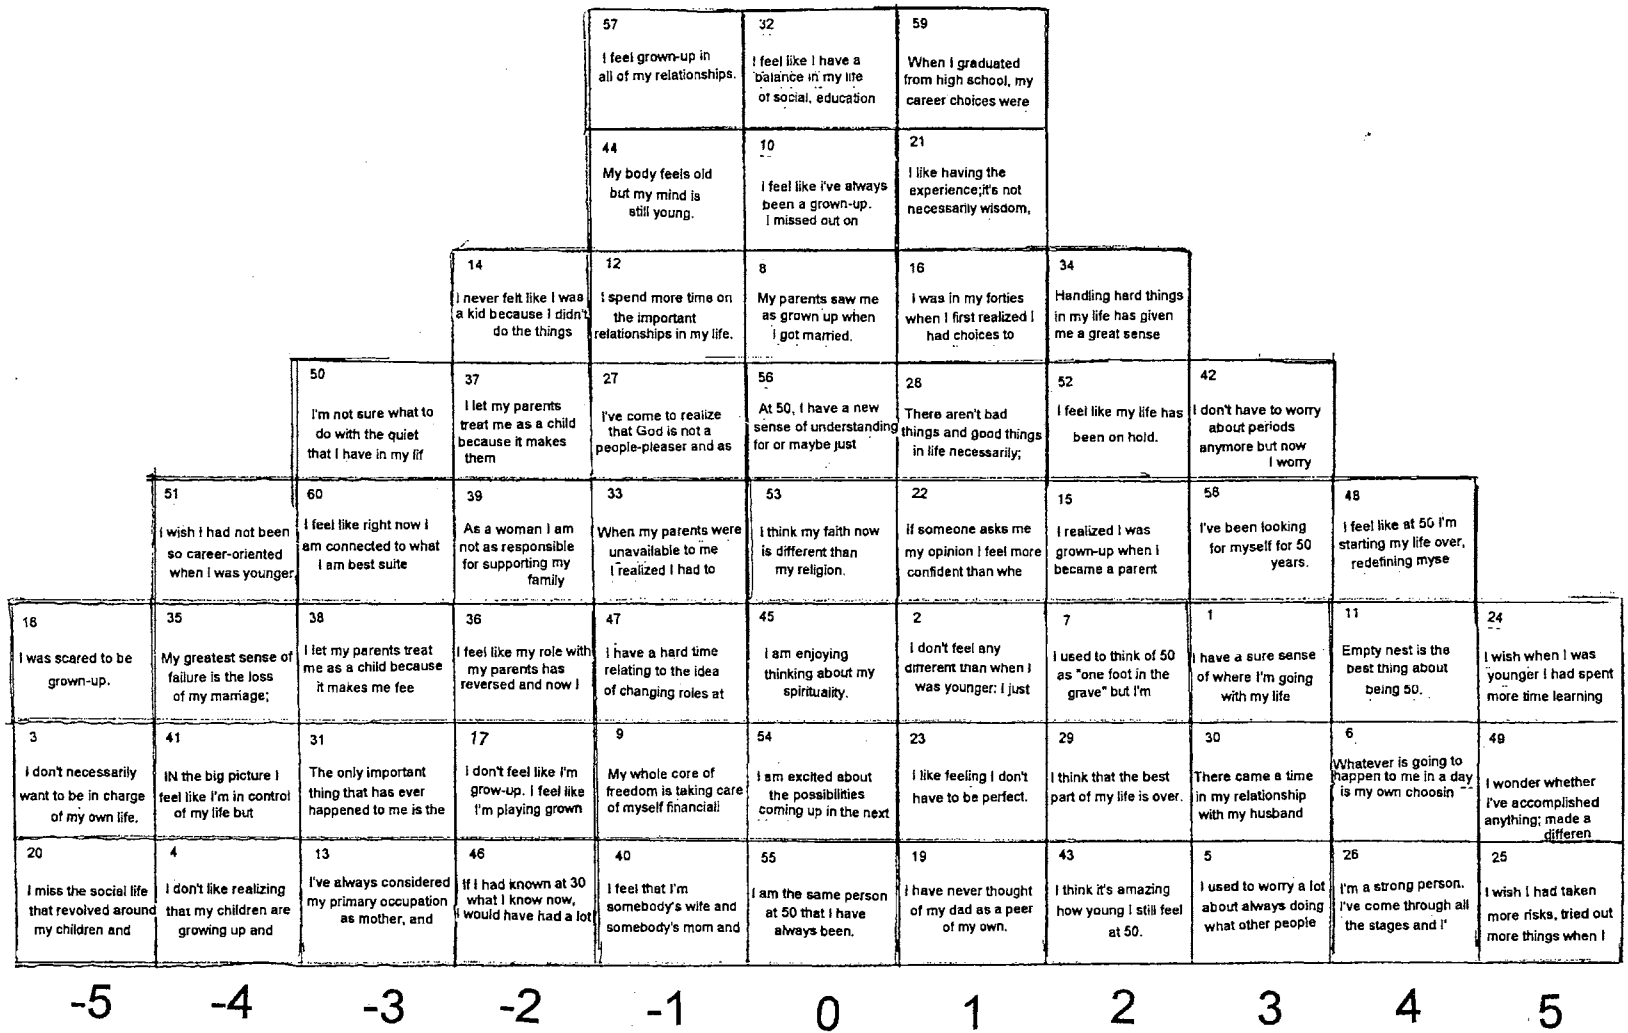 57
I feel grown-up in
all of my relationships.
32
I feel like I have a
balance in my life
of social, education
59
When I graduated
from high school, my
career choices were
44
My body feels old
but my mind is
still young.
10
I feel like i've always
been a grown-up.
I missed out on
21
I like having the
experience;it's not
necessarily wisdom,
14
I never felt like I was
a kid because I didn't
do the things
12
I spend more time on
the important
relationships in my life.
8
My parents saw me
as grown up when
I got married.
16
I was in my forties
when I first realized I
had choices to
34
Handling hard things
in my life has given
me a great sense
50
I'm not sure what to
do with the quiet
that I have in my lif
37
I let my parents
treat me as a child
because it makes
them
27
I've come to realize
that God is not a
people-pleaser and as
56
At 50, I have a new
sense of understanding
for or maybe just
28
There aren't bad
things and good things
in life necessarily;
52
I feel like my life has
been on hold.
42
I don't have to worry
about periods
anymore but now
I worry
51
I wish I had not been
so career-oriented
when I was younger
60
I feel like right now I
am connected to what
I am best suite
39
As a woman I am
not as responsible
for supporting my
family
33
When my parents were
unavailable to me
I realized I had to
53
I think my faith now
is different than
my religion.
22
If someone asks me
my opinion I feel more
confident than whe
15
I realized I was
grown-up when I
became a parent
58
I've been looking
for myself for 50
years.
48
I feel like at 50 I'm
starting my life over,
redefining myse
18
I was scared to be
grown-up.
35
My greatest sense of
failure is the loss
of my marriage;
38
I let my parents treat
me as a child because
it makes me fee
36
I feel like my role with
my parents has
reversed and now I
47
I have a hard time
relating to the idea
of changing roles at
45
I am enjoying
thinking about my
spirituality.
2
I don't feel any
different than when I
was younger: I just
7
I used to think of 50
as "one foot in the
grave" but I'm
1
I have a sure sense
of where I'm going
with my life
11
Empty nest is the
best thing about
being 50.
24
I wish when I was
younger I had spent
more time learning
3
I don't necessarily
want to be in charge
of my own life.
41
IN the big picture I
feel like I'm in control
of my life but
31
The only important
thing that has ever
happened to me is the
17
I don't feel like I'm
grow-up. I feel like
I'm playing grown
9
My whole core of
freedom is taking care
of myself financiall
54
I am excited about
the possibilities
coming up in the next
23
I like feeling I don't
have to be perfect.
29
I think that the best
part of my life is over.
30
There came a time
in my relationship
with my husband
6
Whatever is going to
happen to me in a day
is my own choosin
49
I wonder whether
I've accomplished
anything; made a
differen
20
I miss the social life
that revolved around
my children and
4
I don't like realizing
that my children are
growing up and
13
I've always considered
my primary occupation
as mother, and
46
If I had known at 30
what I know now,
I would have had a lot
40
I feel that I'm
somebody's wife and
somebody's mom and
55
I am the same person
at 50 that I have
always been.
19
I have never thought
of my dad as a peer
of my own.
43
I think it's amazing
how young I still feel
at 50.
5
I used to worry a lot
about always doing
what other people
26
I'm a strong person.
I've come through all
the stages and I'
25
I wish I had taken
more risks, tried out
more things when I
-5 -4 -3 -2 -1 0 1 2 3 4 5